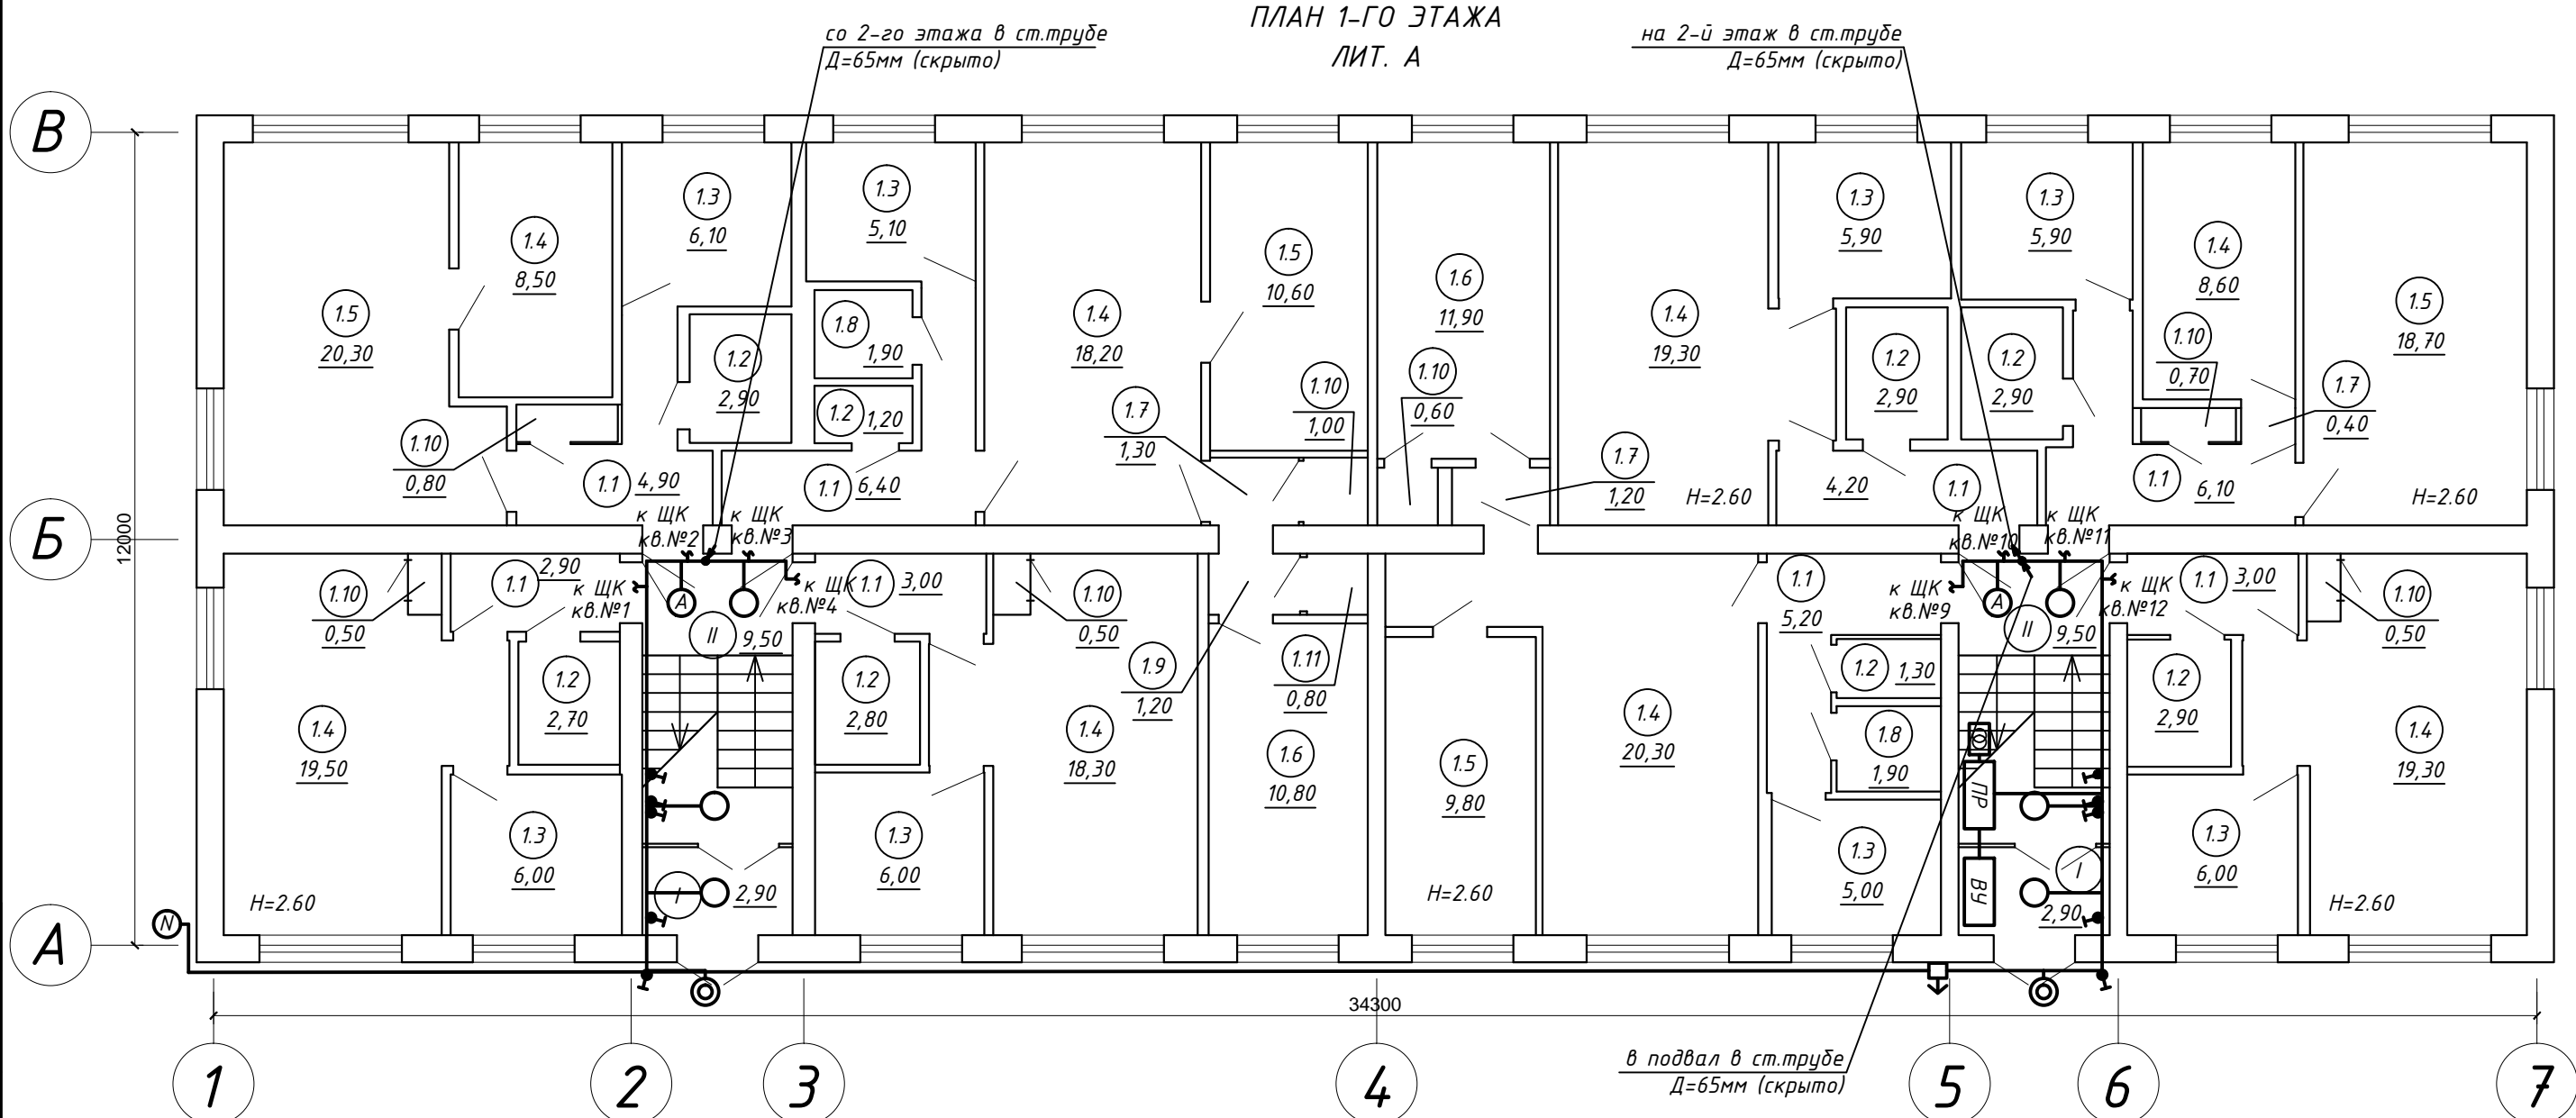 ПЛАН 1-ГО ЭТАЖА
ЛИТ. А
со 2-го этажа в ст.трубе
Д=65мм (скрыто)
на 2-й этаж в ст.трубе
Д=65мм (скрыто)
В
1.3
6,10
1.3
5,10
1.3
5,90
1.3
5,90
1.4
8,50
1.5
10,60
1.6
11,90
1.4
8,60
1.5
20,30
1.8
1,90
1.4
18,20
1.4
19,30
1.5
18,70
1.2
2,90
1.2
1,20
1.10
1,00
1.10
0,60
1.2
2,90
1.2
2,90
1.10
0,70
1.7
0,40
1.10
0,80
1.7
1,30
1.7
1,20
1.1
4,90
1.1
6,40
Н=2.60
4,20
1.1
1.1
6,10
Н=2.60
Б
12000
к ЩК
кв.№2
к ЩК
кв.№3
к ЩК
кв.№10
к ЩК
кв.№11
1.10
0,50
1.1
2,90
к ЩК
кв.№1
А
к ЩК
кв.№4
1.1
3,00
1.10
0,50
1.1
5,20
к ЩК
кв.№9
А
к ЩК
кв.№12
1.1
3,00
1.10
0,50
II
9,50
II
9,50
1.2
2,70
1.2
2,80
1.9
1,20
1.11
0,80
1.2
1,30
1.2
2,90
1.4
19,50
1.4
18,30
1.6
10,80
1.5
9,80
1.4
20,30
1.8
1,90
ПР
1.4
19,30
1.3
6,00
1.3
6,00
1.3
5,00
1.3
6,00
Н=2.60
I
2,90
Н=2.60
ВУ
I
2,90
Н=2.60
N
А
34300
в подвал в ст.трубе
Д=65мм (скрыто)
1
2
3
4
5
6
7